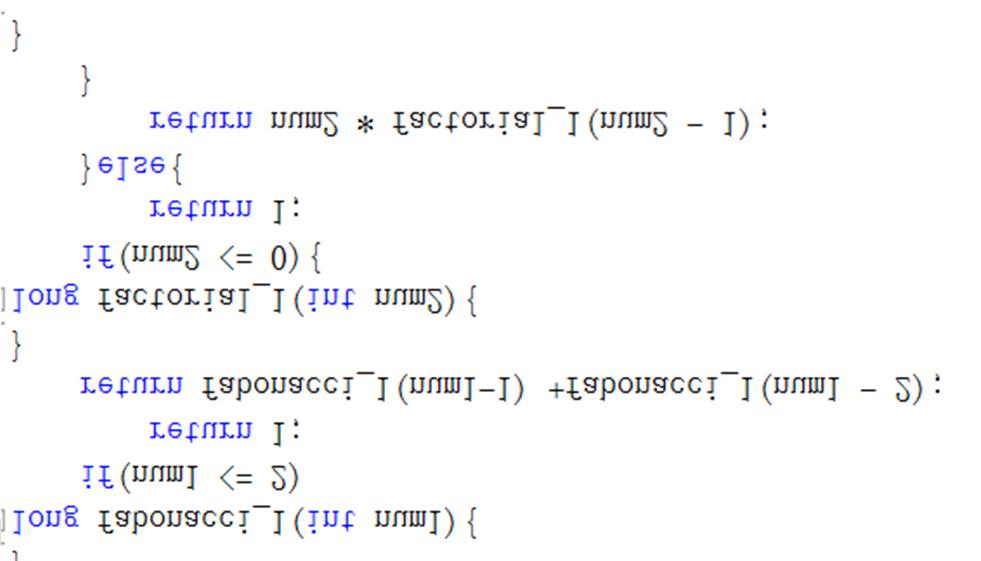 }
long fabonacci_1(int num1){
if(num1 <= 2)
return 1;
return fabonacci_1(num1-1) +fabonacci_1(num1 - 2);
}
long factorial_1(int num2){
if(num2 <= 0){
return 1;
}else{
return num2 * factorial_1(num2 - 1);
}
}